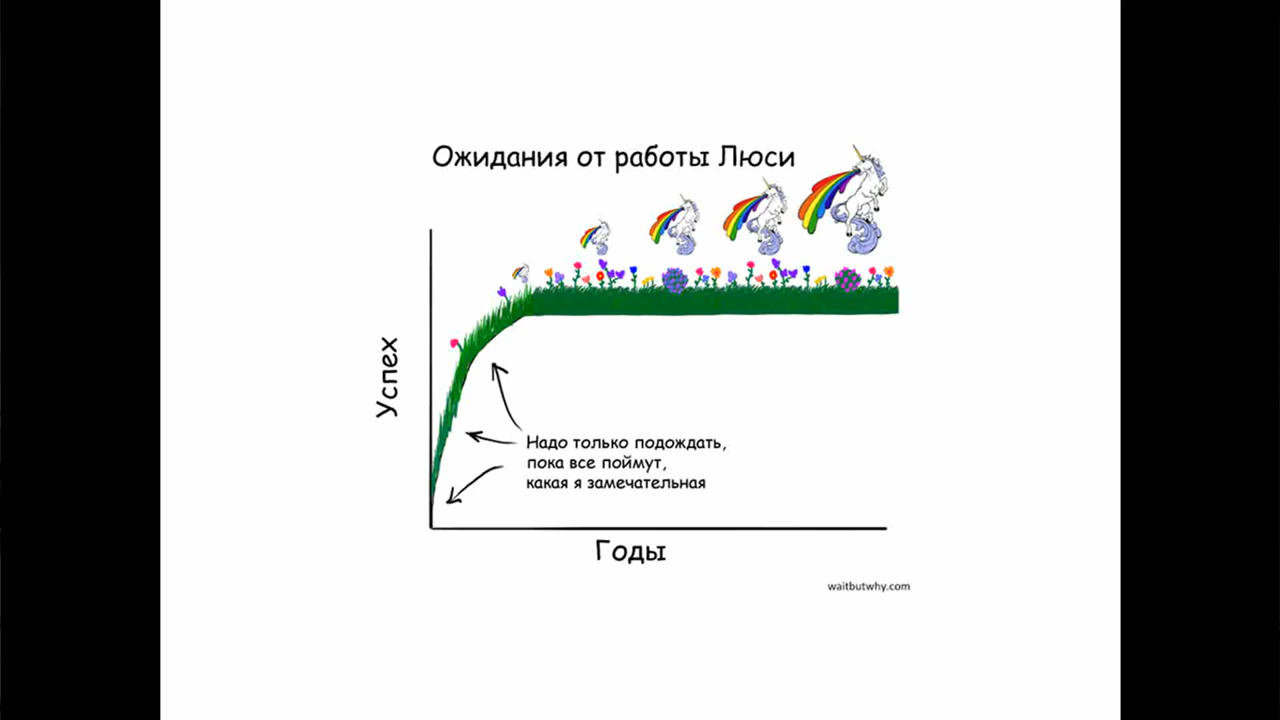 Ожидания от работы Люси
Успех
Надо только подождать,
пока все поймут,
какая я замечательная
Годы
waitbutwhy.com